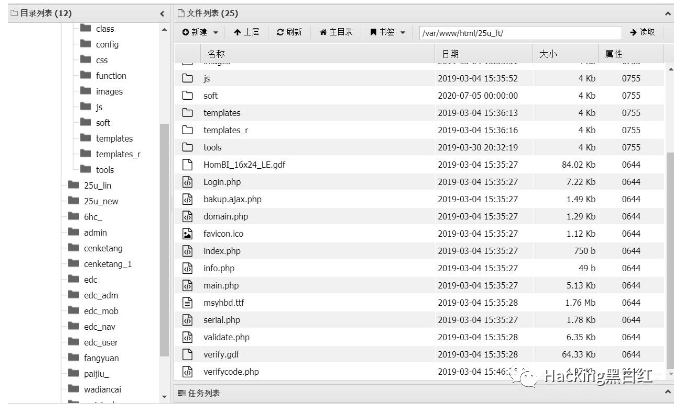 目录列表 (12)
class
config
css
function
images
js
soft
templates
templates_r
tools
25u_lin
25u_new
6hc_
admin
cenketang
cenketang_1
edc
edc_adm
edc_mob
edc_nav
edc_user
fangyuan
paijiu_
wadiancai
文件列表 (25)
新建 上层 刷新 主目录 书签 /var/www/html/25u_lt/ 读取
名称 日期 大小 属性
js 2019-03-04 15:35:52 4 Kb 0755
soft 2020-07-05 00:00:00 4 Kb 0755
templates 2019-03-04 15:36:13 4 Kb 0755
templates_r 2019-03-04 15:36:16 4 Kb 0755
tools 2019-03-30 20:32:19 4 Kb 0755
HomBI_16x24_LE.gdf 2019-03-04 15:35:27 84.02 Kb 0644
Login.php 2019-03-04 15:35:27 7.22 Kb 0644
bakup.ajax.php 2019-03-04 15:35:27 1.49 Kb 0644
domain.php 2019-03-04 15:35:27 1.29 Kb 0644
favicon.ico 2019-03-04 15:35:27 1.12 Kb 0644
index.php 2019-03-04 15:35:27 750 b 0644
info.php 2019-03-04 15:35:27 49 b 0644
main.php 2019-03-04 15:35:27 5.13 Kb 0644
msyhbd.ttf 2019-03-04 15:35:28 1.76 Mb 0644
serial.php 2019-03-04 15:35:27 1.78 Kb 0644
validate.php 2019-03-04 15:35:28 6.35 Kb 0644
verify.gdf 2019-03-04 15:35:28 64.33 Kb 0644
verifycode.php 2019-03-04
任务列表
Hacking黑白红